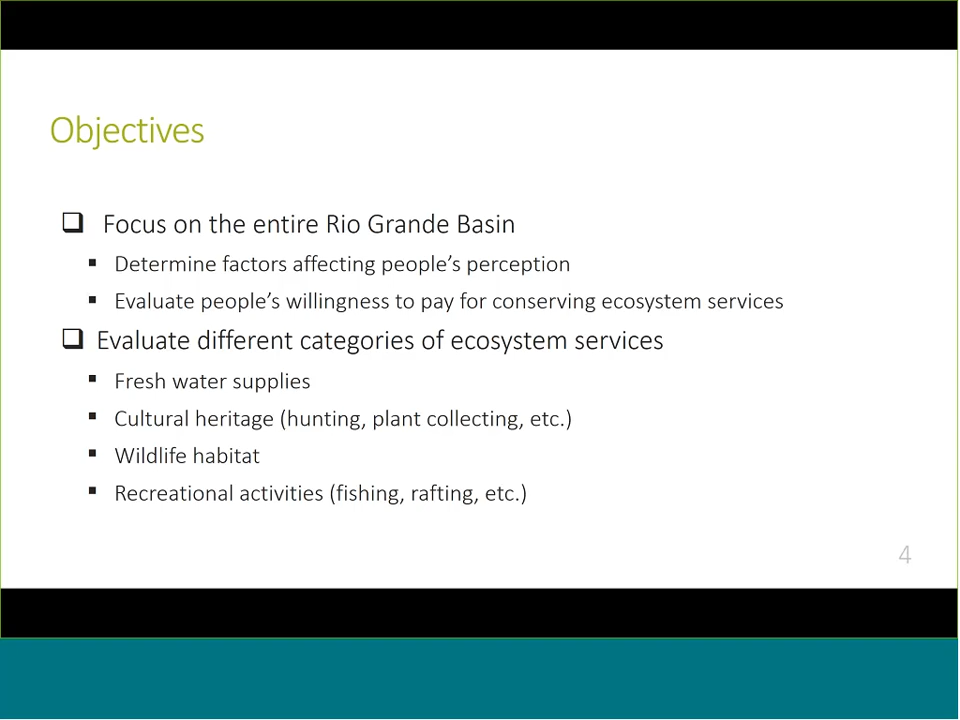 Objectives
Focus on the entire Rio Grande Basin
Determine factors affecting people’s perception
Evaluate people’s willingness to pay for conserving ecosystem services
Evaluate different categories of ecosystem services
Fresh water supplies
Cultural heritage (hunting, plant collecting, etc.)
Wildlife habitat
Recreational activities (fishing, rafting, etc.)
4